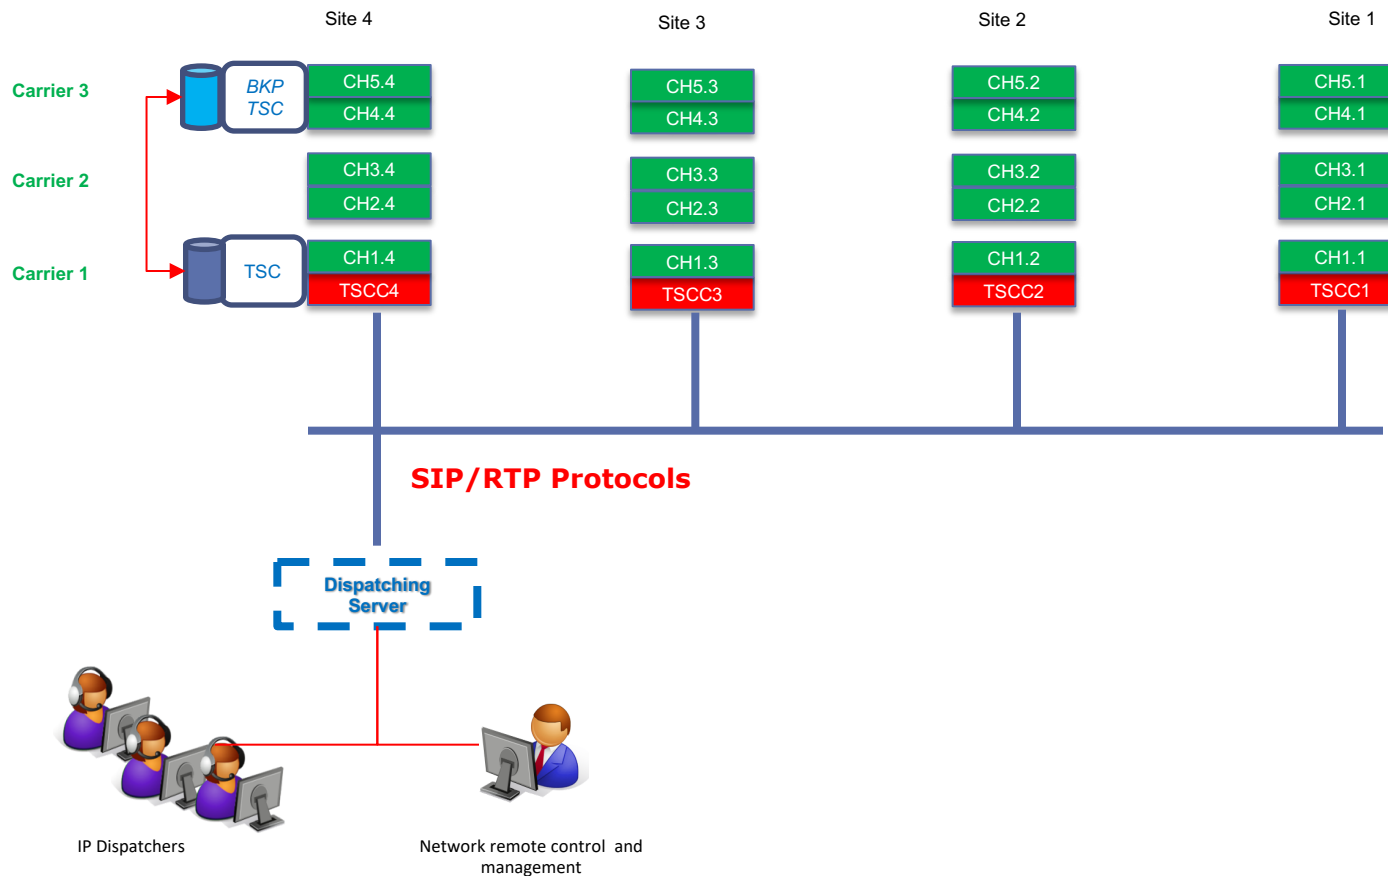 Site 4
Site 3
Site 2
Site 1
Carrier 3
BKP
TSC
CH5.4
CH4.4
CH5.3
CH4.3
CH5.2
CH4.2
CH5.1
CH4.1
Carrier 2
CH3.4
CH2.4
CH3.3
CH2.3
CH3.2
CH2.2
CH3.1
CH2.1
Carrier 1
TSC
CH1.4
TSCC4
CH1.3
TSCC3
CH1.2
TSCC2
CH1.1
TSCC1
SIP/RTP Protocols
Dispatching
Server
IP Dispatchers
Network remote control and
management